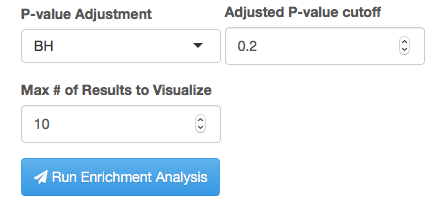 P-value Adjustment
Adjusted P-value cutoff
BH
0.2
Max # of Results to Visualize
10
Run Enrichment Analysis